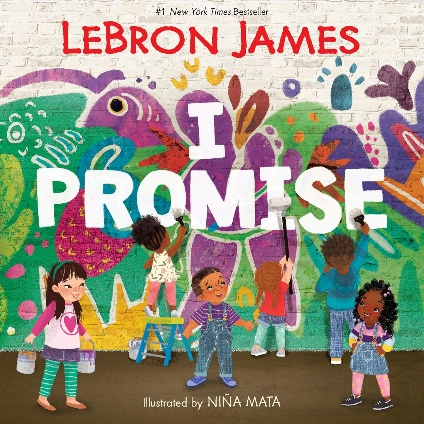 #1 New York Times Bestseller
LEBRON JAMES
I
PROMISE
Illustrated by NIÑA MATA